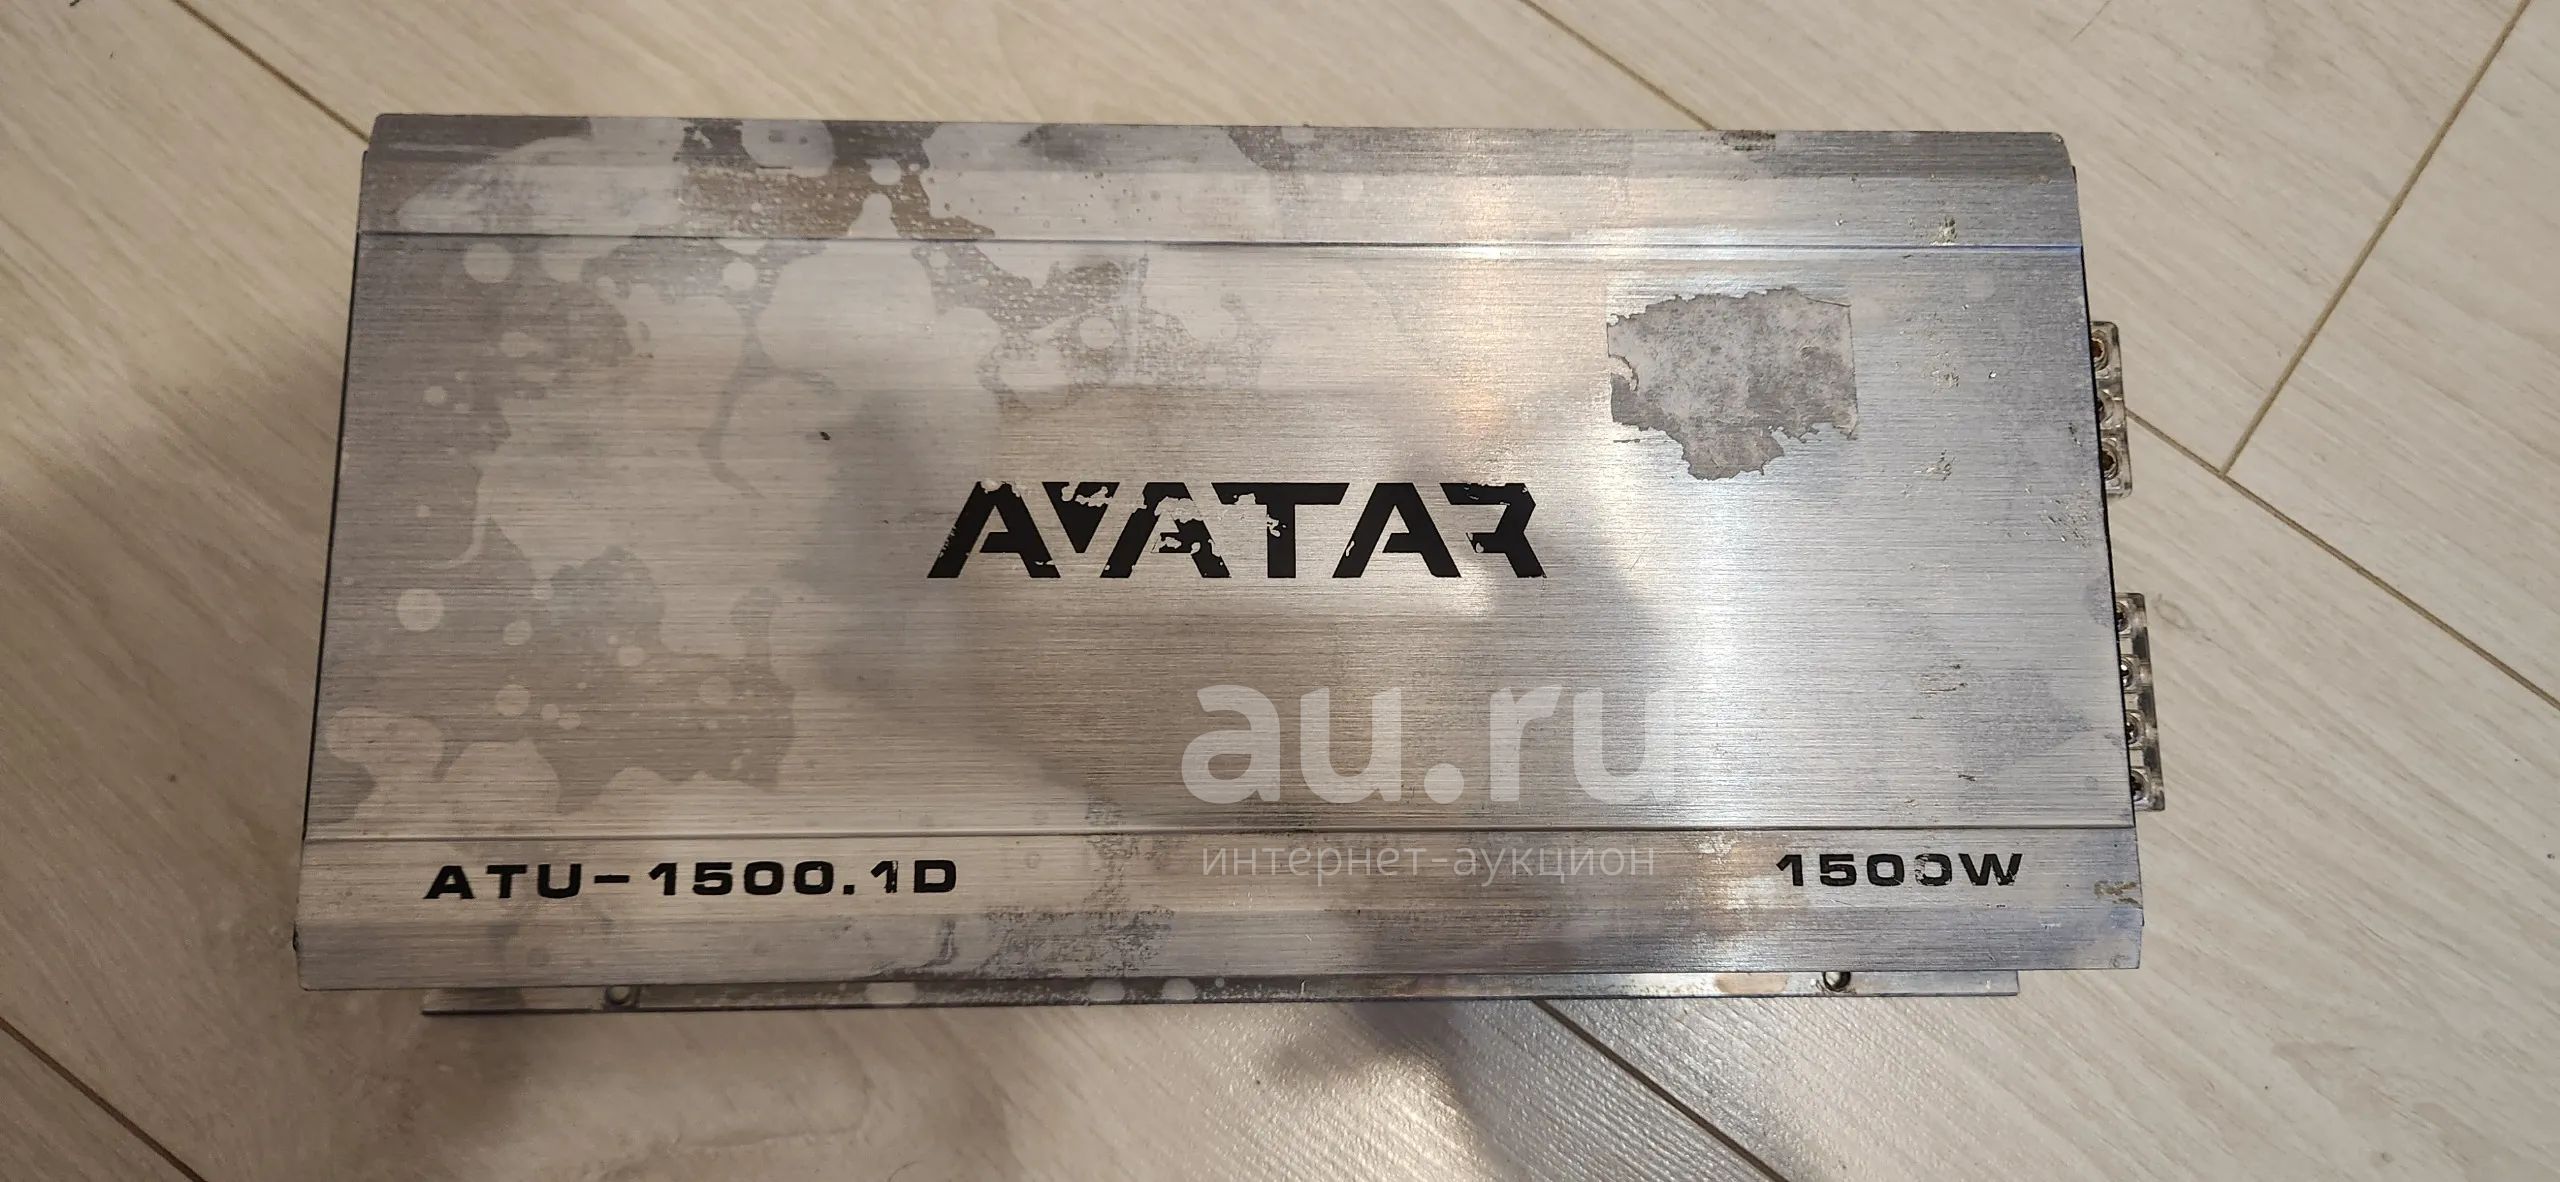 AVATAR
au.ru
интернет-аукцион
ATU-1500.1D
1500W